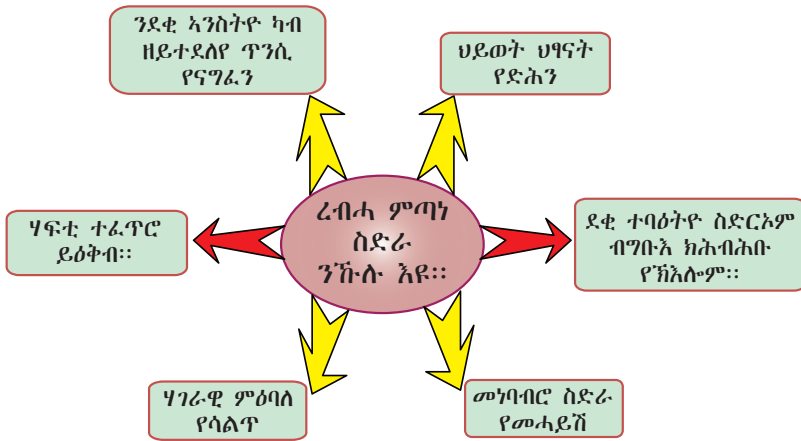 ንደቂ ኣንስትዮ ካብ
ዘይተደለየ ጥንሲ
የናግፈን
ህይወት ህፃናት
የድሕን
ረብሓ ምጣነ
ስድራ
ንኹሉ እዩ፡፡
ሃፍቲ ተፈጥሮ
ይዕቅብ፡፡
ደቂ ተባዕትዮ ስድርኦም
ብግቡእ ክሕብሕቡ
የኽእሎም፡፡
ሃገራዊ ምዕባለ
የሳልጥ
መነባብሮ ስድራ
የመሓይሽ